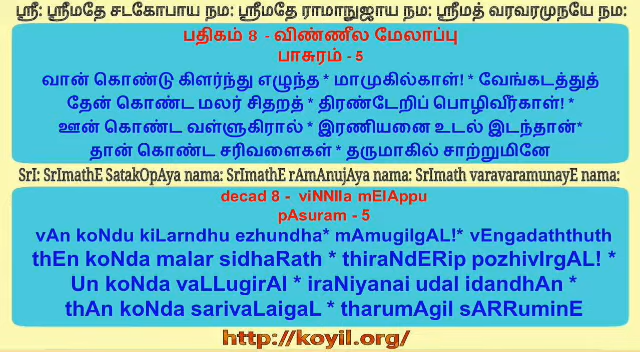 ஸ்ரீ: ஸ்ரீமதே சடகோபாய நம: ஸ்ரீமதே ராமாநுஜாய நம: ஸ்ரீமத் வரவரமுநயே நம:
பதிகம் 8 - விண்ணீல மேலாப்பு
பாசுரம் - 5
வான் கொண்டு கிளர்ந்து எழுந்த * மாமுகில்காள்! * வேங்கடத்துத்
தேன் கொண்ட மலர் சிதறத் * திரண்டேறிப் பொழிவீர்காள்! *
ஊன் கொண்ட வள்ளுகிரால் * இரணியனை உடல் இடந்தான்*
தான் கொண்ட சரிவளைகள் * தருமாகில் சாற்றுமினே
SrI: SrImathE SatakOpAya nama: SrImathE rAmAnujAya nama: SrImath varavaramunayE nama:
decad 8 - viNNIla mElAppu
pAsuram - 5
vAn koNdu kiLarndhu ezhundha* mAmugilgAL!* vEngadaththuth
thEn koNda malar sidharath * thiraNdERip pozhivIrgAL! *
Un koNda vaLLugirAl * iraNiyanai udal idandhAn *
thAn koNda sarivaLaigaL * tharumAgil sARRuminE
http://koyil.org/